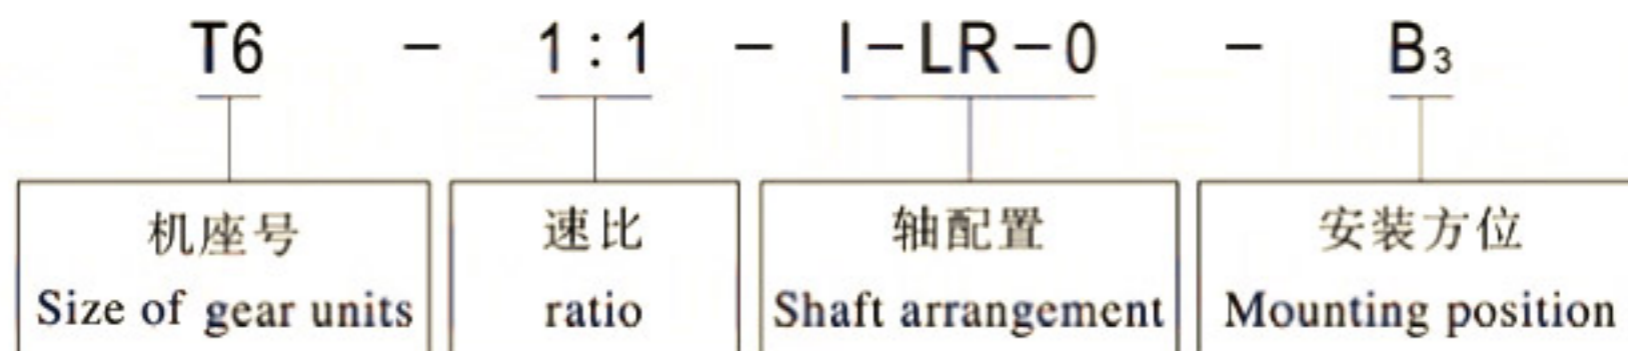 T6 - 1:1 - I-LR-0 - B₃
机座号 速比 轴配置 安装方位
Size of gear units ratio Shaft arrangement Mounting position